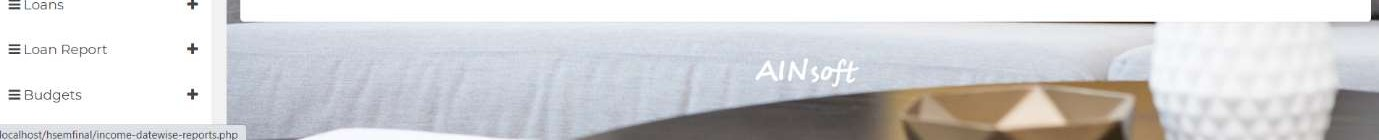 Loans
Loan Report
AINsoft
Budgets
localhost/hsemfinal/income-datewise-reports.php